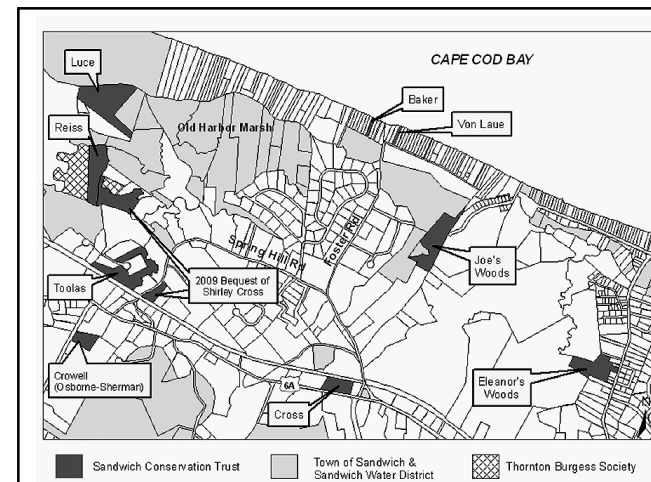 CAPE COD BAY
Luce
Baker
Von Laue
Reiss
Old Harbor Marsh
Spring Hill Rd
Foster Rd
Joe's
Woods
2009 Bequest of
Shirley Cross
Toolas
Crowell
(Osborne-Sherman)
6A
Cross
Eleanor's
Woods
Sandwich Conservation Trust
Town of Sandwich &
Sandwich Water District
Thornton Burgess Society